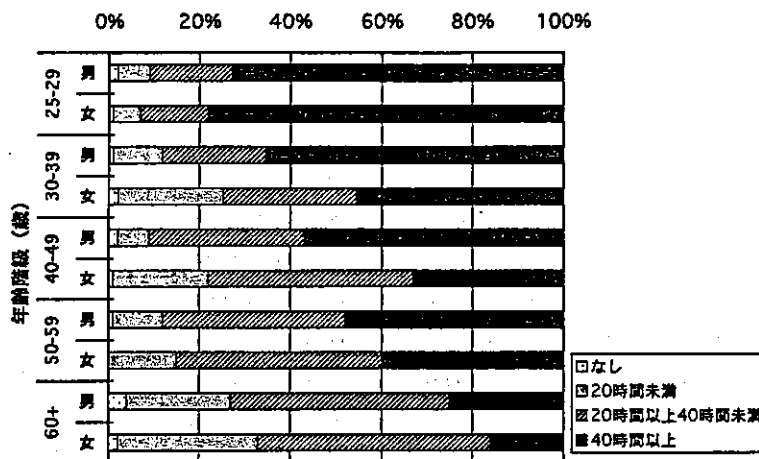 0% 20% 40% 60% 80% 100%
年齢階級（歳）
25-29
男
女
30-39
男
女
40-49
男
女
50-59
男
女
60+
男
女
なし
20時間未満
20時間以上40時間未満
40時間以上